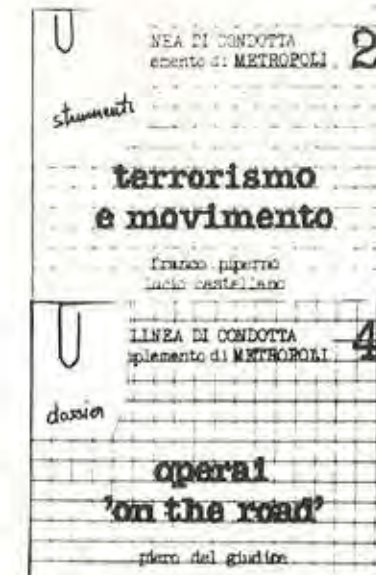 NEA DI CONDOTTA
emento di METROPOLI 2
strumenti
terrorismo
e movimento
franco piperno
lucio castellano
LINEA DI CONDOTTA
plemento di METROPOLI 4
dossier
operai
'on the road'
piero del giudice